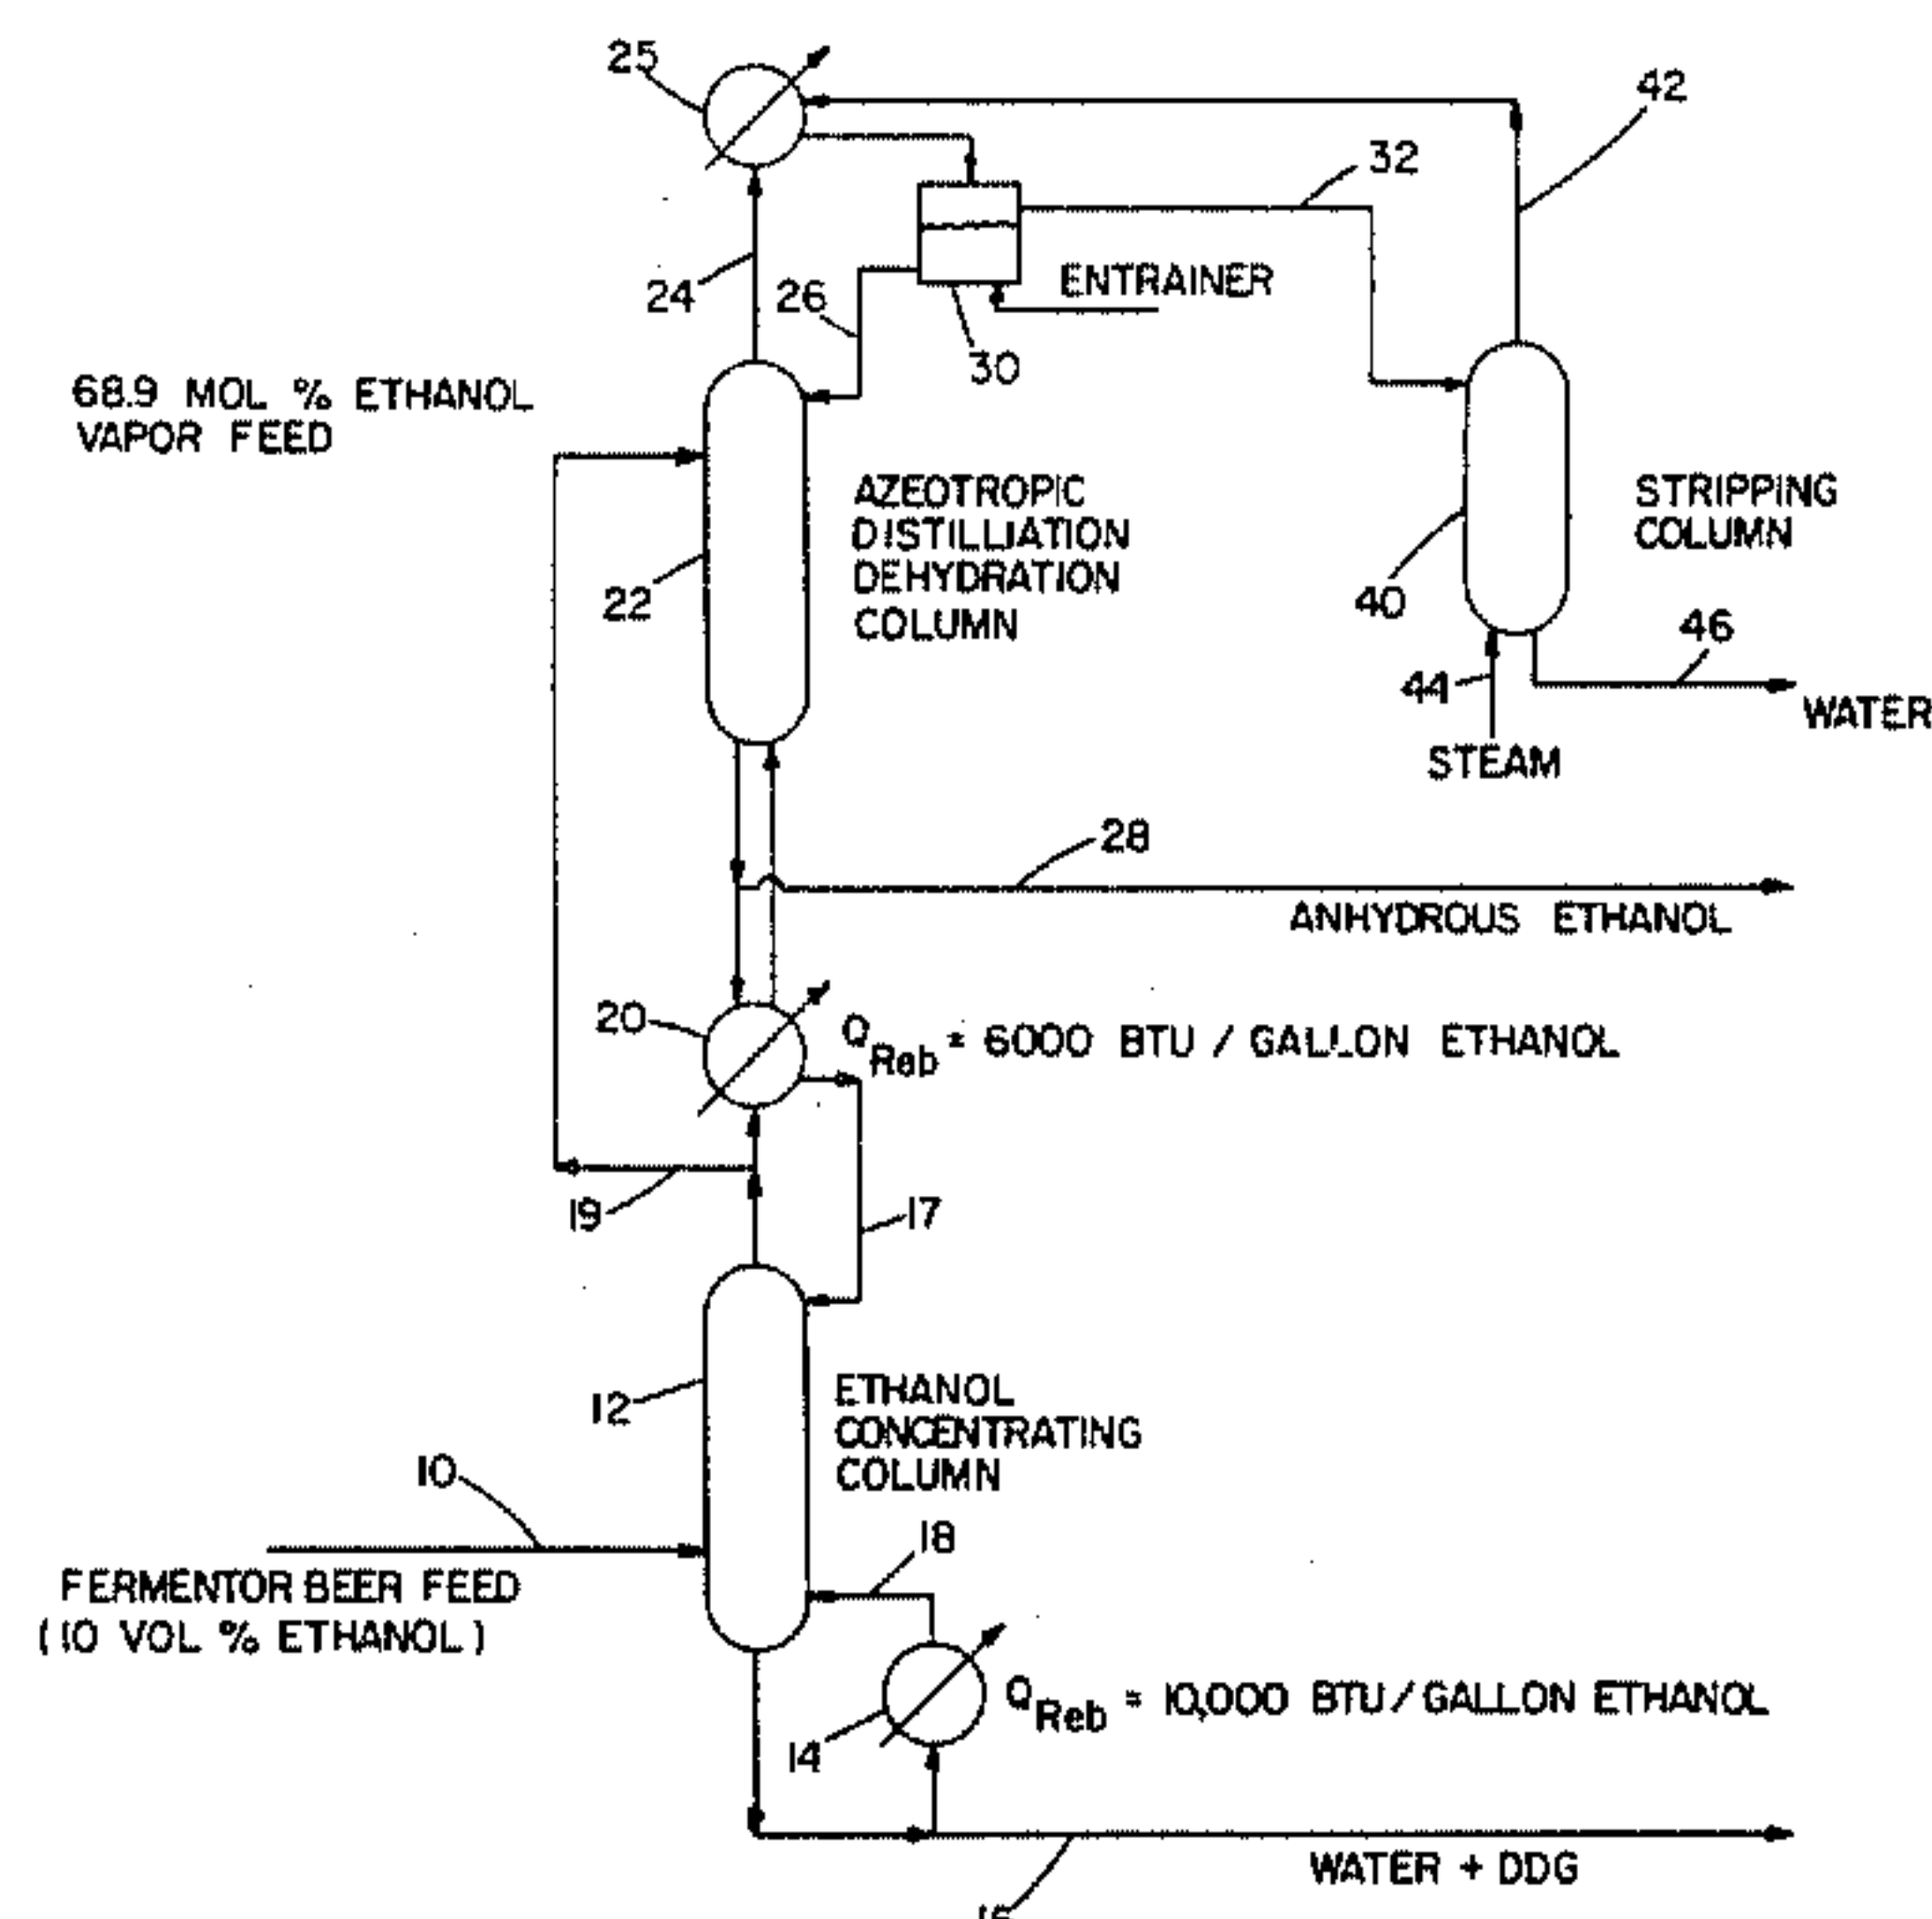 25
42
32
24
26
ENTRAINER
30
68.9 MOL % ETHANOL
VAPOR FEED
AZEOTROPIC
DISTILLIATION
DEHYDRATION
COLUMN
22
STRIPPING
COLUMN
40
46
44
WATER
STEAM
28
ANHYDROUS ETHANOL
20
QReb = 6000 BTU / GALLON ETHANOL
19
17
12
ETHANOL
CONCENTRATING
COLUMN
10
18
FERMENTOR BEER FEED
(10 VOL % ETHANOL)
QReb = 10,000 BTU/GALLON ETHANOL
14
WATER + DDG